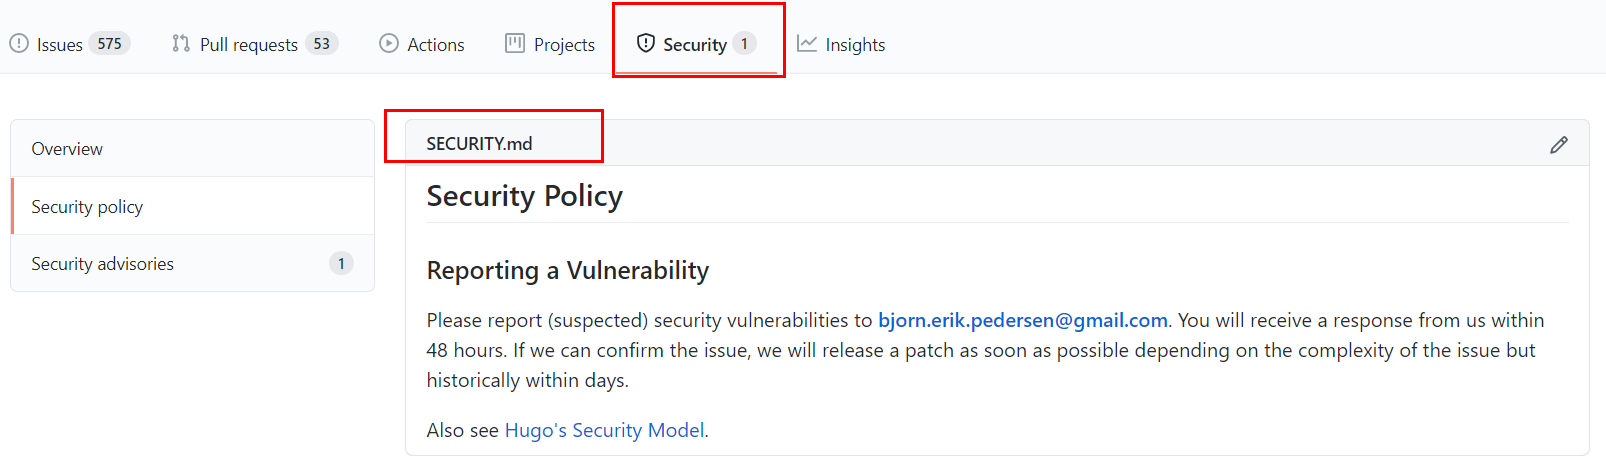 Issues 575 Pull requests 53 Actions Projects Security 1 Insights
Overview
Security policy
Security advisories 1
SECURITY.md
Security Policy
Reporting a Vulnerability
Please report (suspected) security vulnerabilities to bjorn.erik.pedersen@gmail.com. You will receive a response from us within
48 hours. If we can confirm the issue, we will release a patch as soon as possible depending on the complexity of the issue but
historically within days.
Also see Hugo's Security Model.